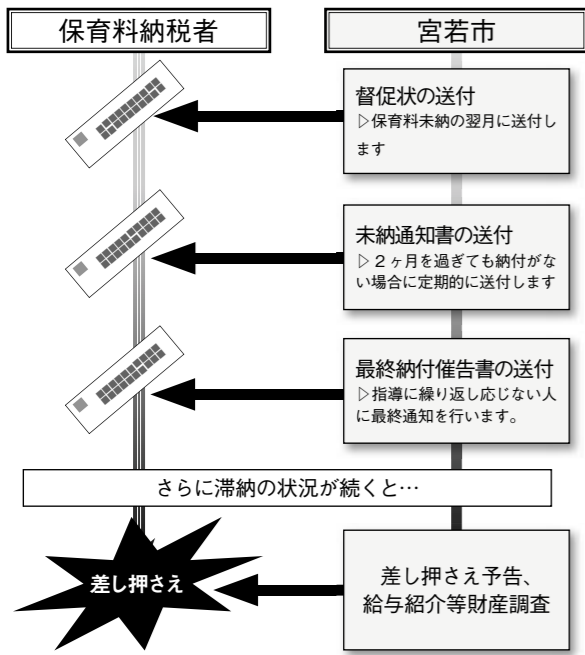 保育料納税者
宮若市
督促状の送付
▷保育料未納の翌月に送付し
ます
未納通知書の送付
▷２ヶ月を過ぎても納付がな
い場合に定期的に送付します
最終納付催告書の送付
▷指導に繰り返し応じない人
に最終通知を行います。
さらに滞納の状況が続くと…
差し押さえ
差し押さえ予告、
給与紹介等財産調査